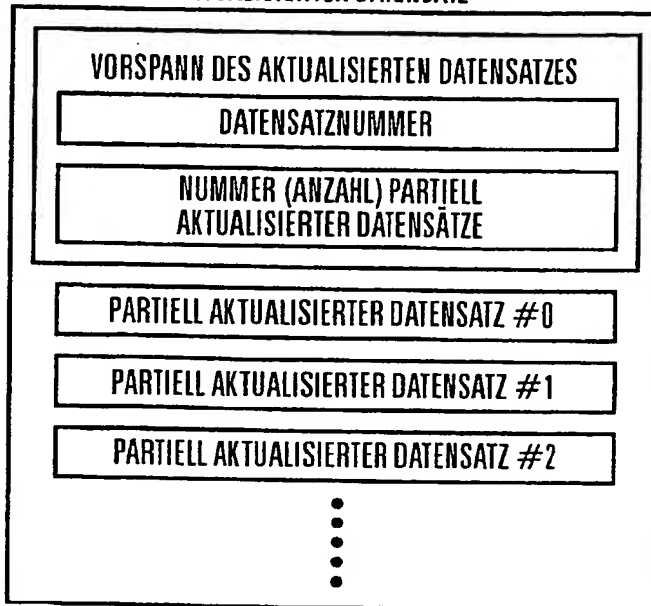 DATENSATZ
VORSPANN DES AKTUALISIERTEN DATENSATZES
DATENSATZNUMMER
NUMMER (ANZAHL) PARTIELL
AKTUALISIERTER DATENSÄTZE
PARTIELL AKTUALISIERTER DATENSATZ #0
PARTIELL AKTUALISIERTER DATENSATZ #1
PARTIELL AKTUALISIERTER DATENSATZ #2